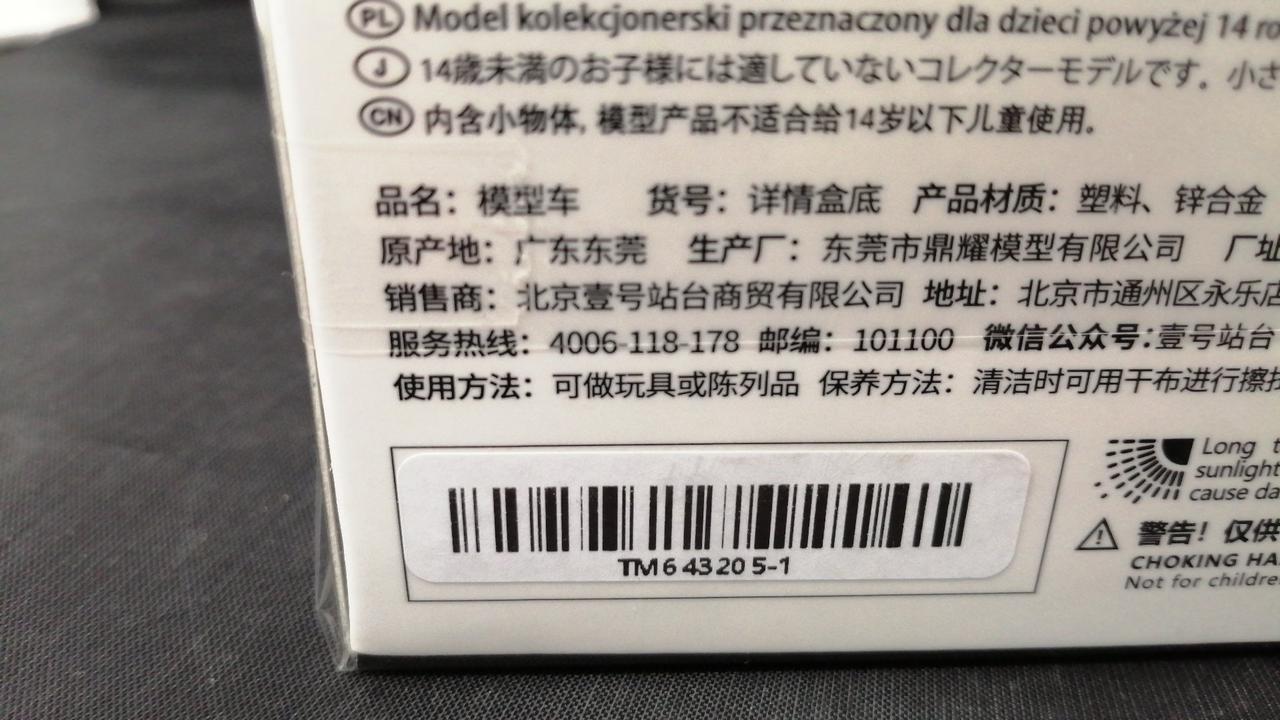 PL Model kolekcjonerski przeznaczony dla dzieci powyżej 14
J 14歳未満のお子様には適していないコレクターモデルです。小さ
CN 内含小物体, 模型产品不适合给14岁以下儿童使用。
品名：模型车 货号：详情盒底 产品材质：塑料、锌合金
原产地：广东东莞 生产厂：东莞市鼎耀模型有限公司 厂址
销售商：北京壹号站台商贸有限公司 地址：北京市通州区永乐店
服务热线：4006-118-178 邮编：101100 微信公众号：壹号站台
使用方法：可做玩具或陈列品 保养方法：清洁时可用干布进行擦拭
TM643205-1
Long
sunlight
cause
警告！仅供
CHOKING
Not for